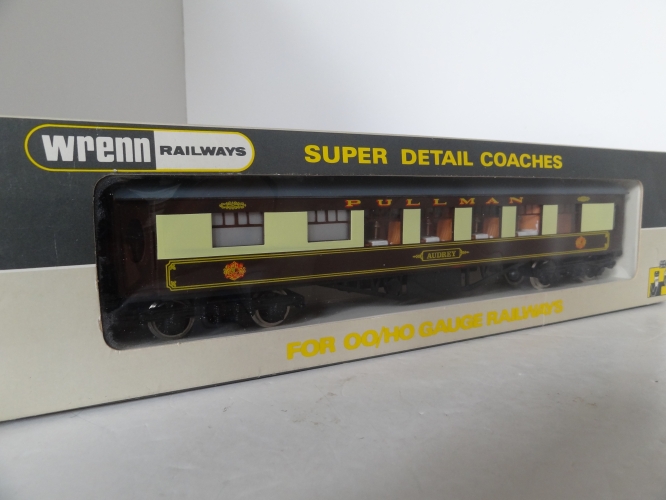 wrenn RAILWAYS
SUPER DETAIL COACHES
PULLMAN
AUDREY
FOR OO/HO GAUGE RAILWAYS